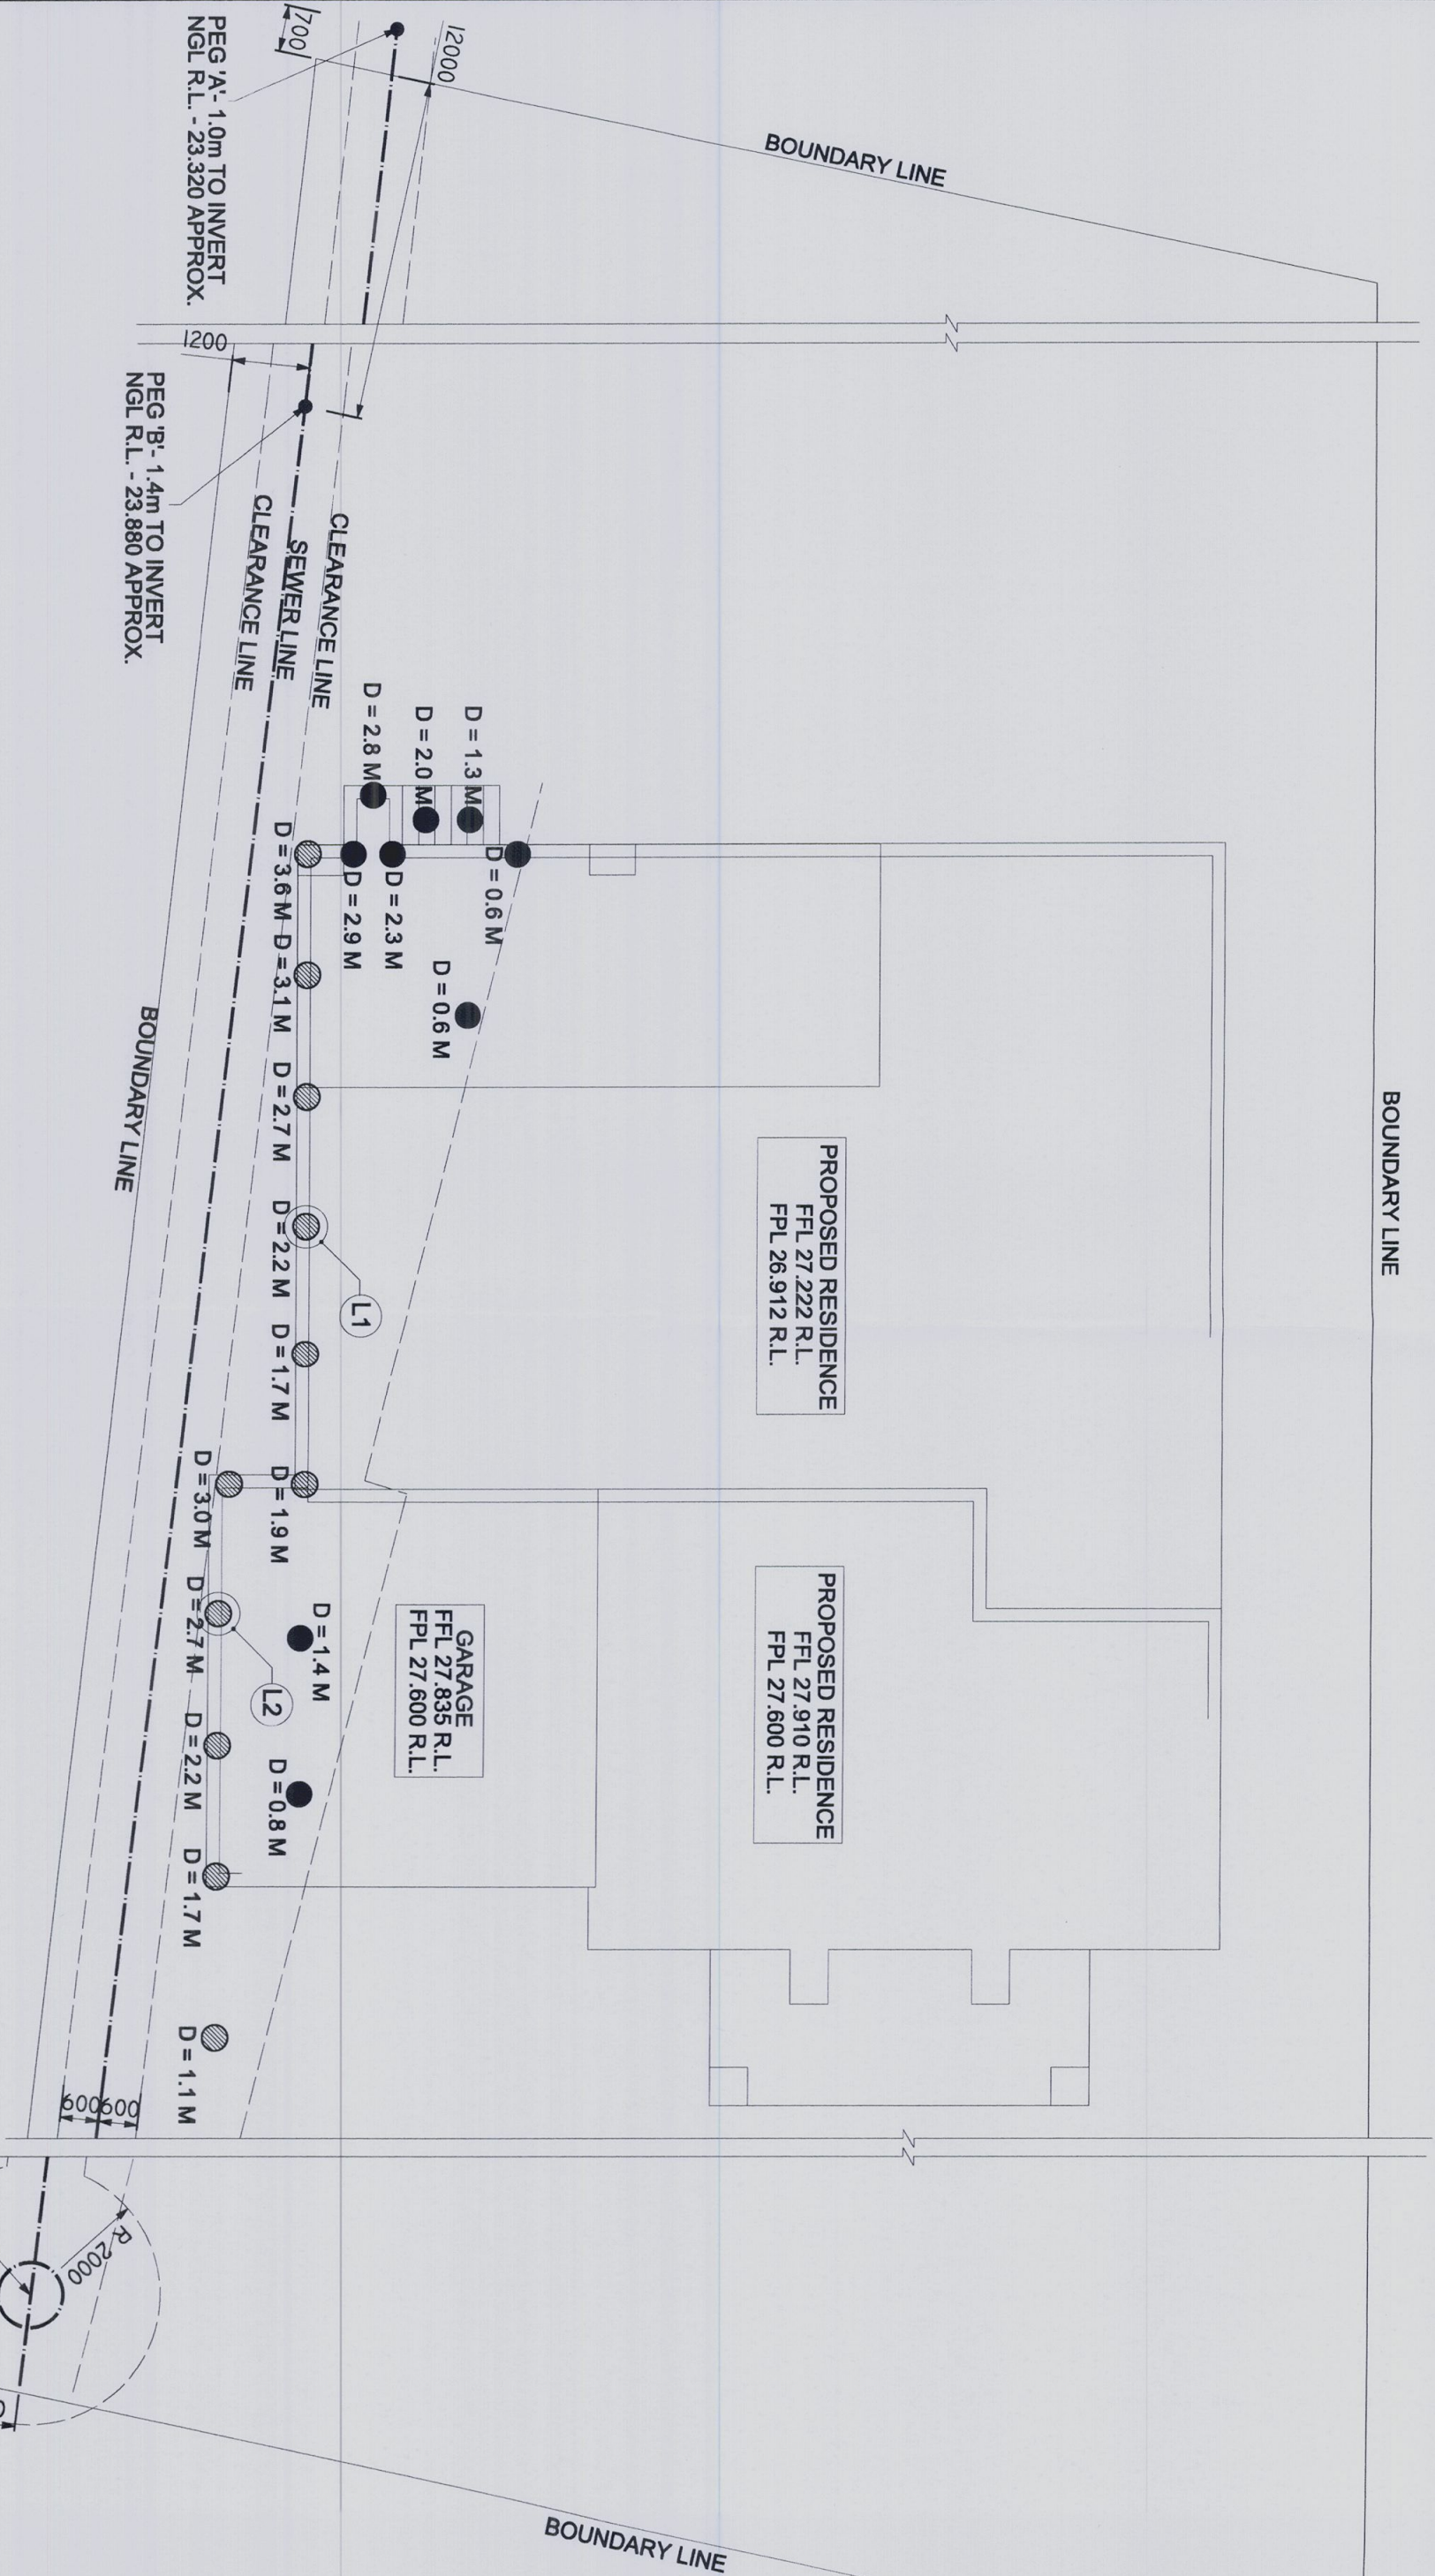 PEG 'A'- 1.0m TO INVERT
NGL R.L. - 23.320 APPROX.
1700
12000
BOUNDARY LINE
1200
PEG 'B'- 1.4m TO INVERT
NGL R.L. - 23.880 APPROX.
CLEARANCE LINE
SEWER LINE
CLEARANCE LINE
D = 2.8 M
D = 2.0 M
D = 1.3 M
D = 0.6 M
D = 3.6 M
D = 2.9 M
D = 2.3 M
D = 0.6 M
D = 3.1 M
D = 2.7 M
D = 2.2 M
L1
D = 1.7 M
D = 1.9 M
BOUNDARY LINE
BOUNDARY LINE
PROPOSED RESIDENCE
FFL 27.222 R.L.
FPL 26.912 R.L.
D = 3.0 M
D = 2.7 M
L2
D = 1.4 M
D = 2.2 M
D = 0.8 M
D = 1.7 M
D = 1.1 M
GARAGE
FFL 27.835 R.L.
FPL 27.600 R.L.
PROPOSED RESIDENCE
FFL 27.910 R.L.
FPL 27.600 R.L.
600
600
R 2000
BOUNDARY LINE